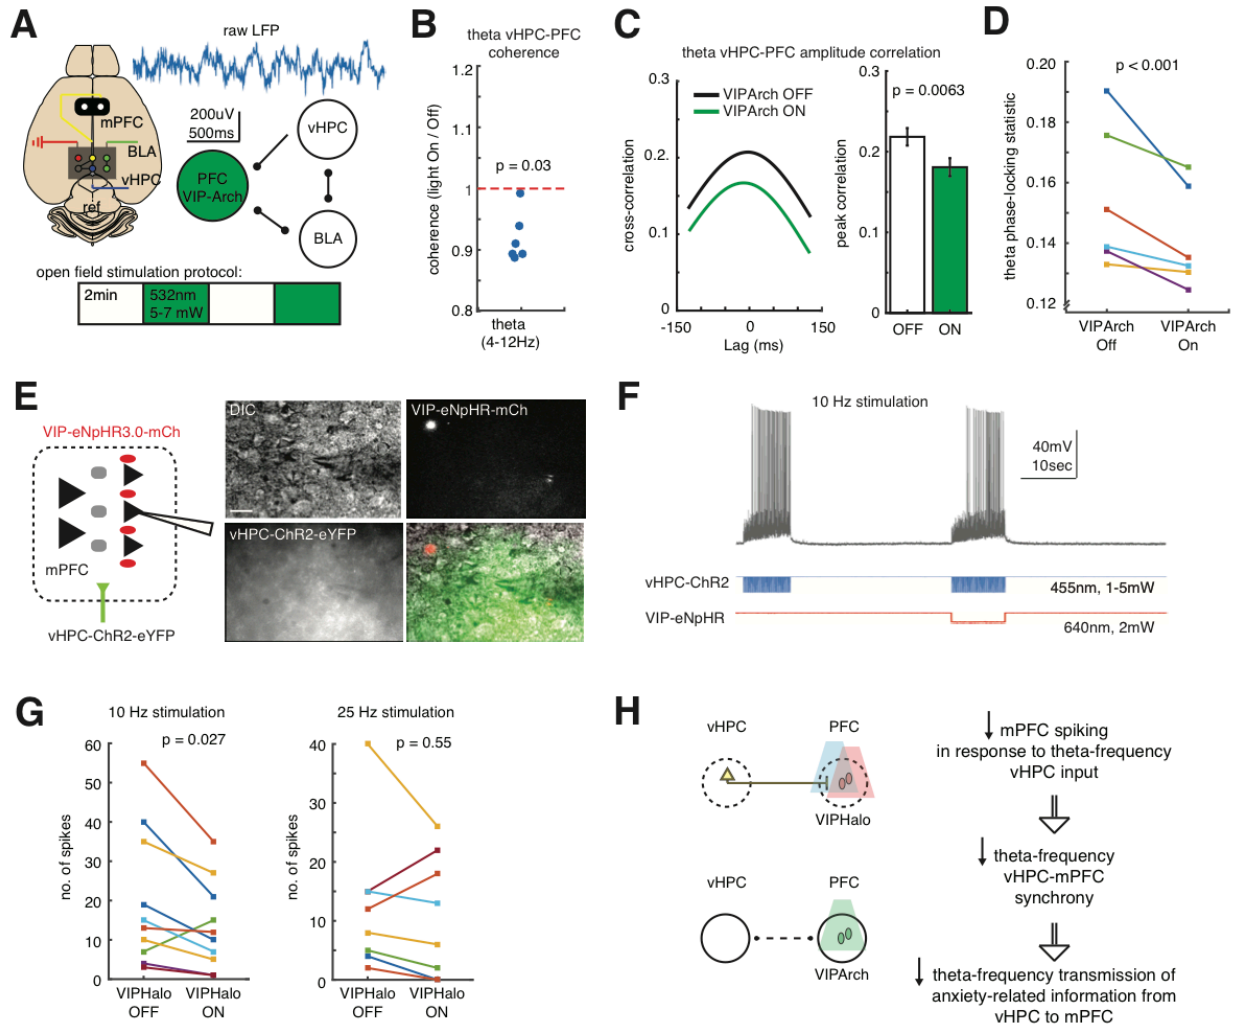 A
raw LFP
mPFC
BLA
vHPC
ref
200uV
500ms
PFC
VIP-Arch
vHPC
BLA
open field stimulation protocol:
2min
532nm
5-7 mW
B
theta vHPC-PFC
coherence
coherence (light On / Off)
1.2
1.1
p = 0.03
1
0.9
0.8
theta
(4-12Hz)
C
theta vHPC-PFC amplitude correlation
cross-correlation
0.3
0.2
0.1
0
VIPArch OFF
VIPArch ON
-150
0
150
Lag (ms)
peak correlation
0.3
p = 0.0063
0.2
0.1
0
OFF
ON
D
theta phase-locking statistic
0.20
p < 0.001
0.18
0.16
0.14
0.12
VIPArch
Off
VIPArch
On
E
VIP-eNpHR3.0-mCh
mPFC
vHPC-ChR2-eYFP
DIC
VIP-eNpHR-mCh
vHPC-ChR2-eYFP
F
10 Hz stimulation
40mV
10sec
vHPC-ChR2
455nm, 1-5mW
VIP-eNpHR
640nm, 2mW
G
10 Hz stimulation
p = 0.027
no. of spikes
60
50
40
30
20
10
0
VIPHalo
OFF
VIPHalo
ON
25 Hz stimulation
p = 0.55
no. of spikes
40
30
20
10
0
VIPHalo
OFF
VIPHalo
ON
H
vHPC
PFC
VIPHalo
vHPC
PFC
VIPArch
mPFC spiking
in response to theta-frequency
vHPC input
theta-frequency
vHPC-mPFC
synchrony
theta-frequency transmission of
anxiety-related information from
vHPC to mPFC